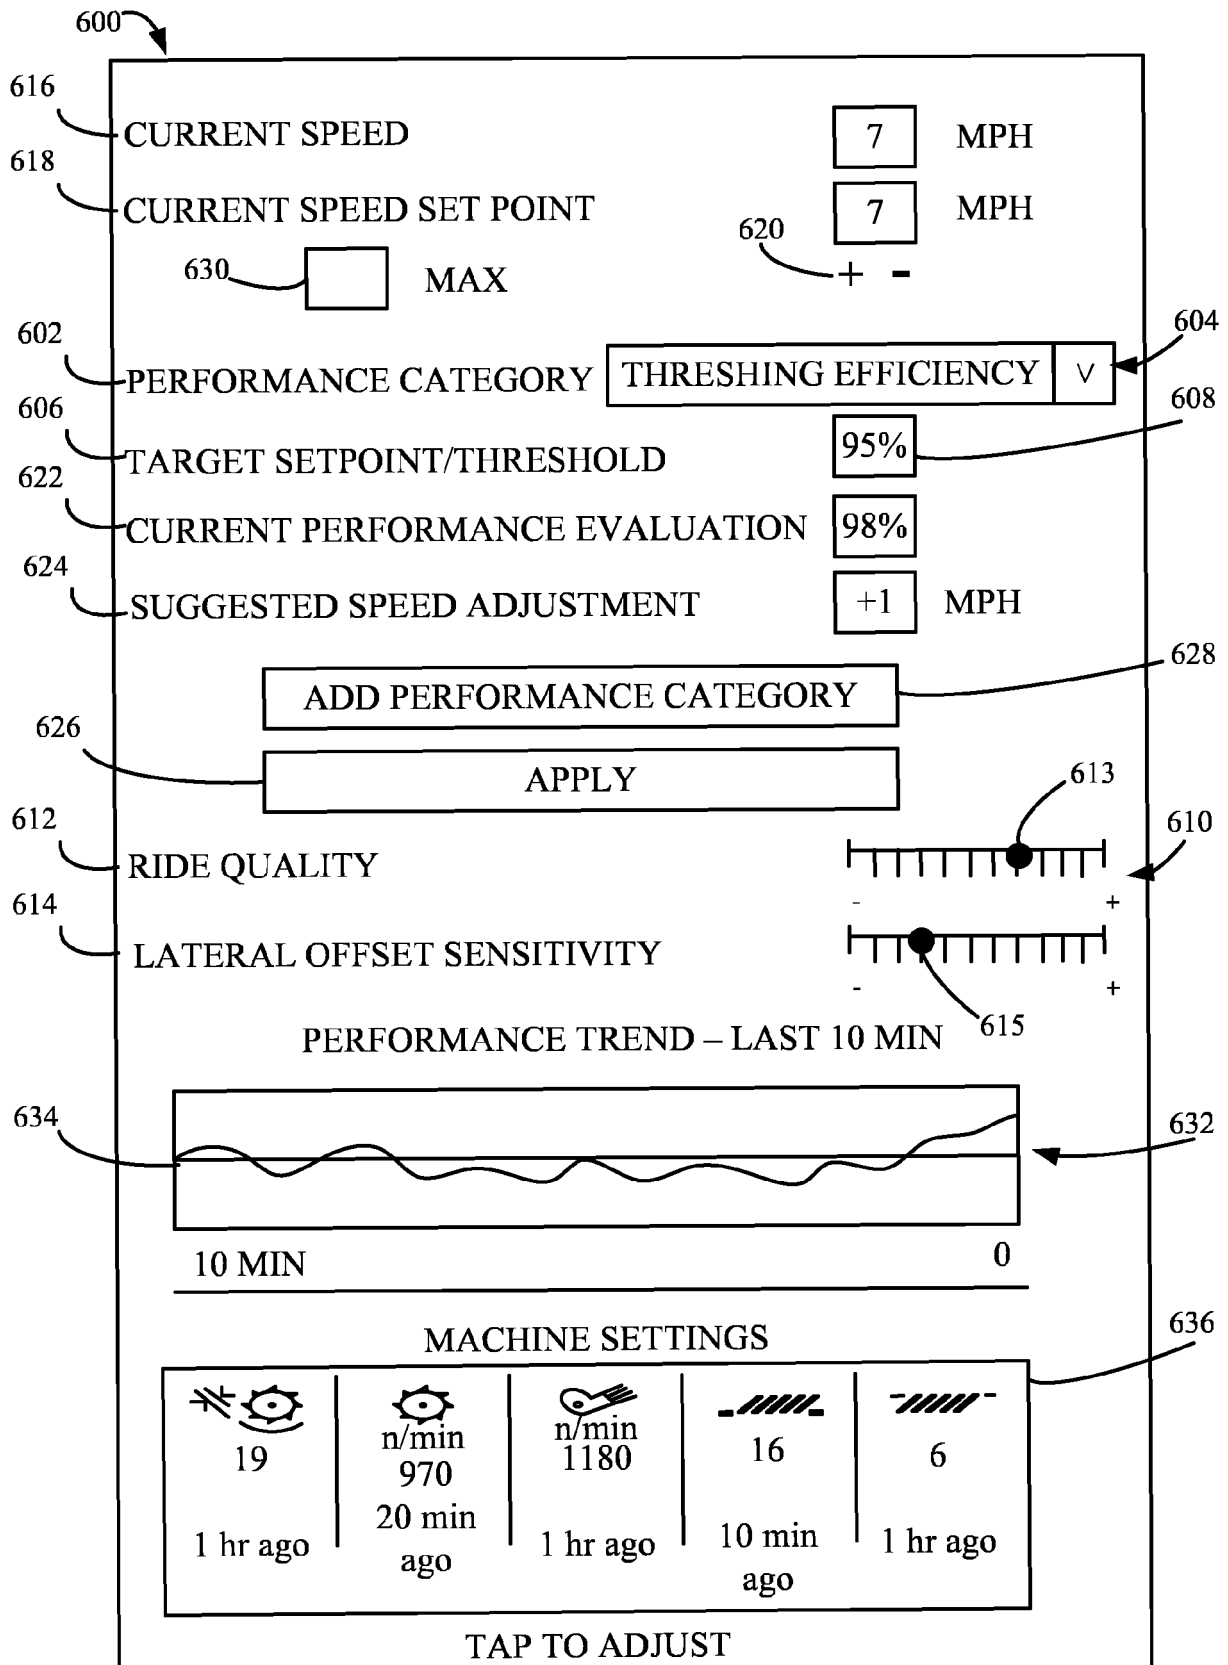 600
616
CURRENT SPEED 7 MPH
618
CURRENT SPEED SET POINT 7 MPH
620
630 MAX + -
602
604
PERFORMANCE CATEGORY THRESHING EFFICIENCY V
606
608
TARGET SETPOINT/THRESHOLD 95%
622
CURRENT PERFORMANCE EVALUATION 98%
624
SUGGESTED SPEED ADJUSTMENT +1 MPH
628
ADD PERFORMANCE CATEGORY
626
APPLY
613
612
610
RIDE QUALITY
- +
614
LATERAL OFFSET SENSITIVITY
- +
615
PERFORMANCE TREND – LAST 10 MIN
634
632
10 MIN 0
MACHINE SETTINGS
636
19
1 hr ago
n/min
970
20 min
ago
n/min
1180
1 hr ago
16
10 min
ago
6
1 hr ago
TAP TO ADJUST